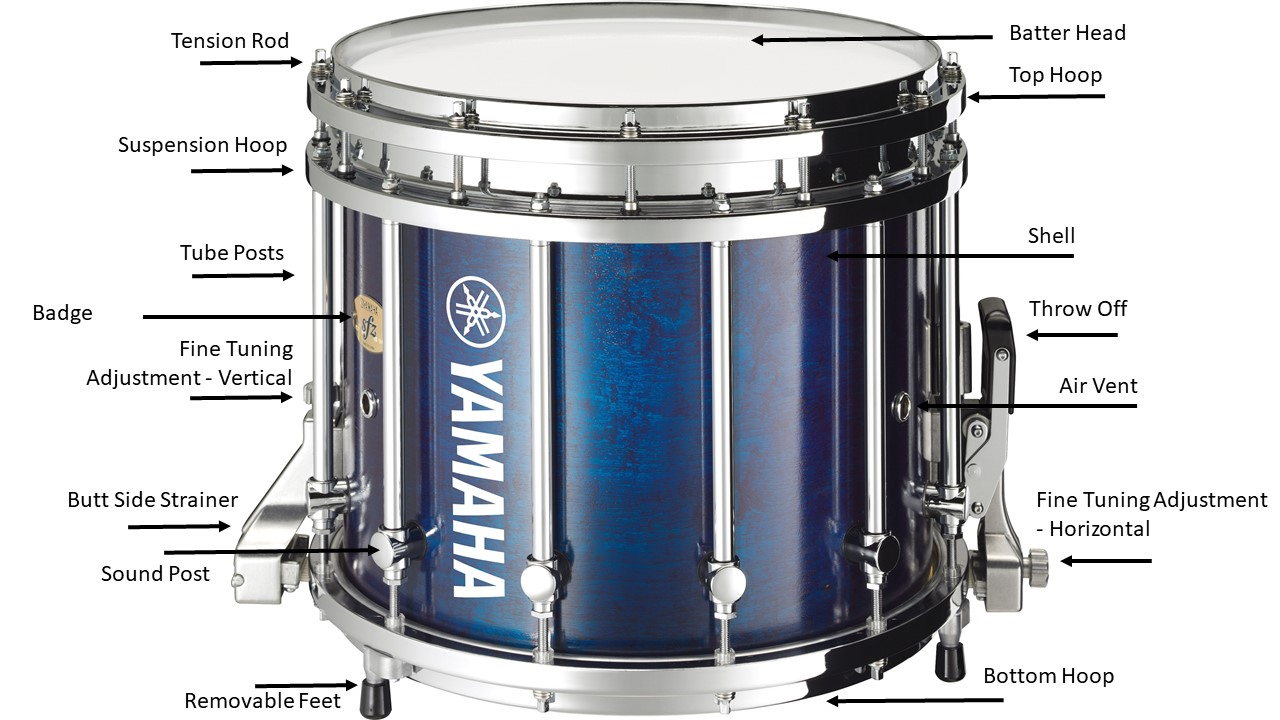 Tension Rod
Batter Head
Top Hoop
Suspension Hoop
Shell
Tube Posts
Badge
sfz
YAMAHA
Throw Off
Fine Tuning
Adjustment - Vertical
Air Vent
Butt Side Strainer
Fine Tuning Adjustment
- Horizontal
Sound Post
Bottom Hoop
Removable Feet